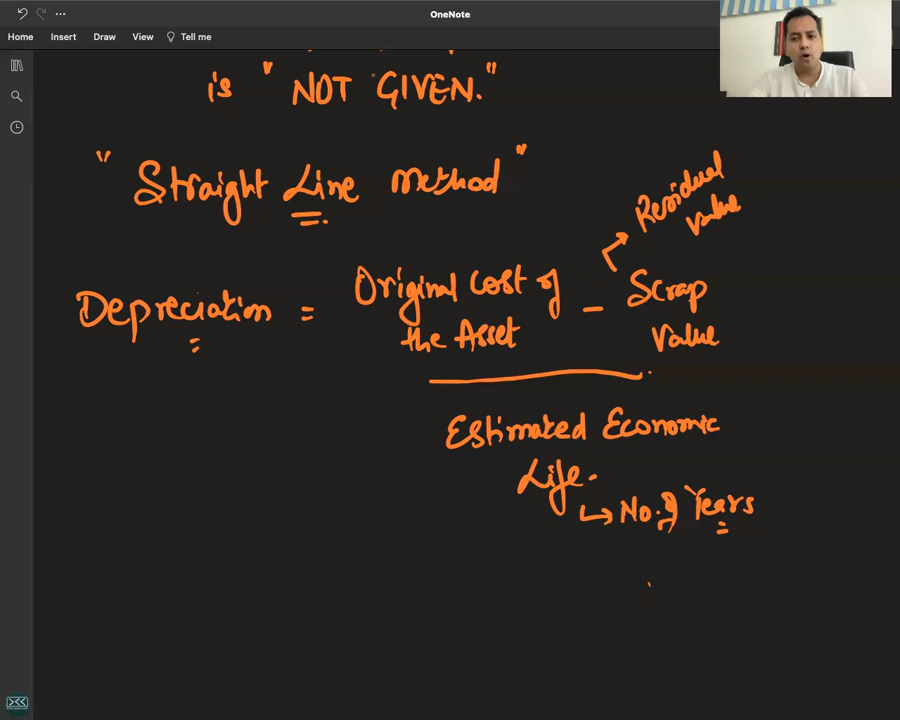 OneNote
Home Insert Draw View Tell me
is " NOT GIVEN."
" Straight Line Method "
Residual
Value
Depreciation = Original Cost of - Scrap
the Asset Value
Estimated Economic
Life.
No. of Years